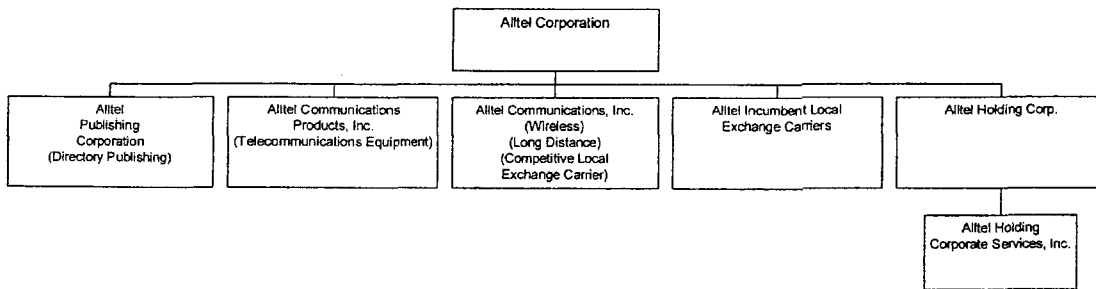 Alltel Corporation
Alltel
Publishing
Corporation
(Directory Publishing)
Alltel Communications
Products, Inc.
(Telecommunications Equipment)
Alltel Communications, Inc.
(Wireless)
(Long Distance)
(Competitive Local
Exchange Carrier)
Alltel Incumbent Local
Exchange Carriers
Alltel Holding Corp.
Alltel Holding
Corporate Services, Inc.